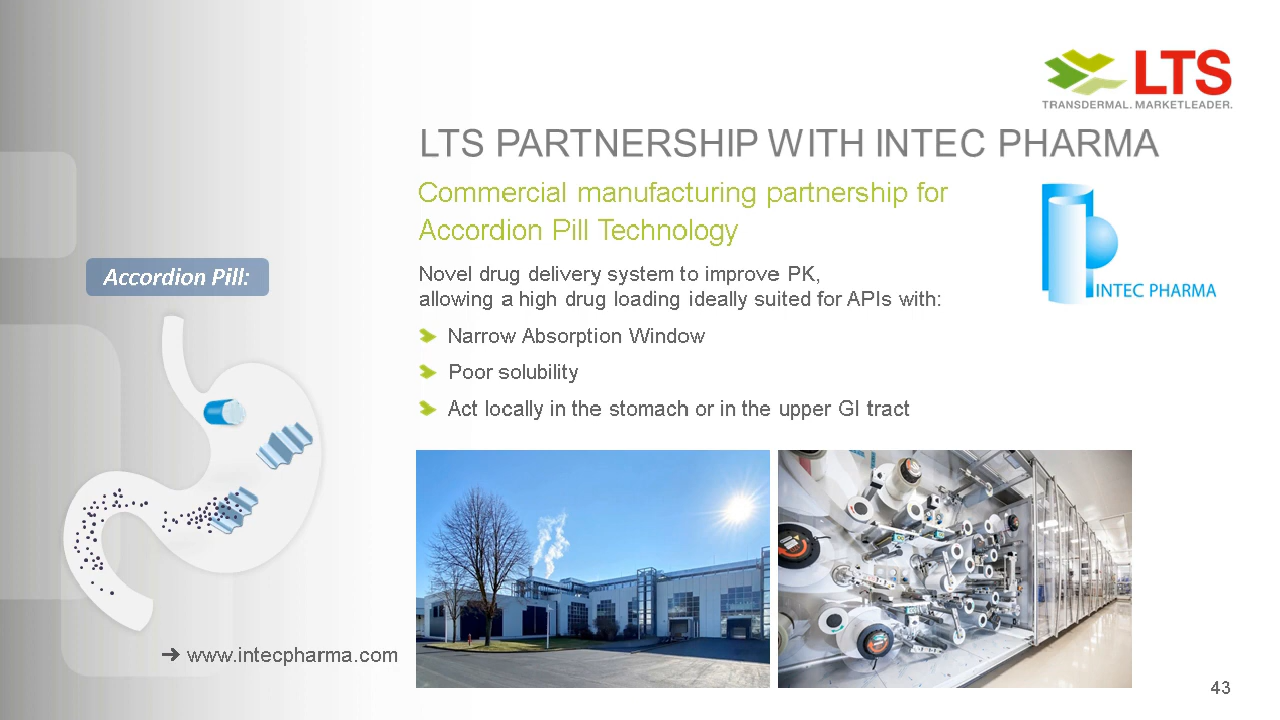 LTS
TRANSDERMAL. MARKETLEADER.
LTS PARTNERSHIP WITH INTEC PHARMA
Commercial manufacturing partnership for
Accordion Pill Technology
INTEC PHARMA
Accordion Pill:
Novel drug delivery system to improve PK,
allowing a high drug loading ideally suited for APIs with:
Narrow Absorption Window
Poor solubility
Act locally in the stomach or in the upper GI tract
➔ www.intecpharma.com
43